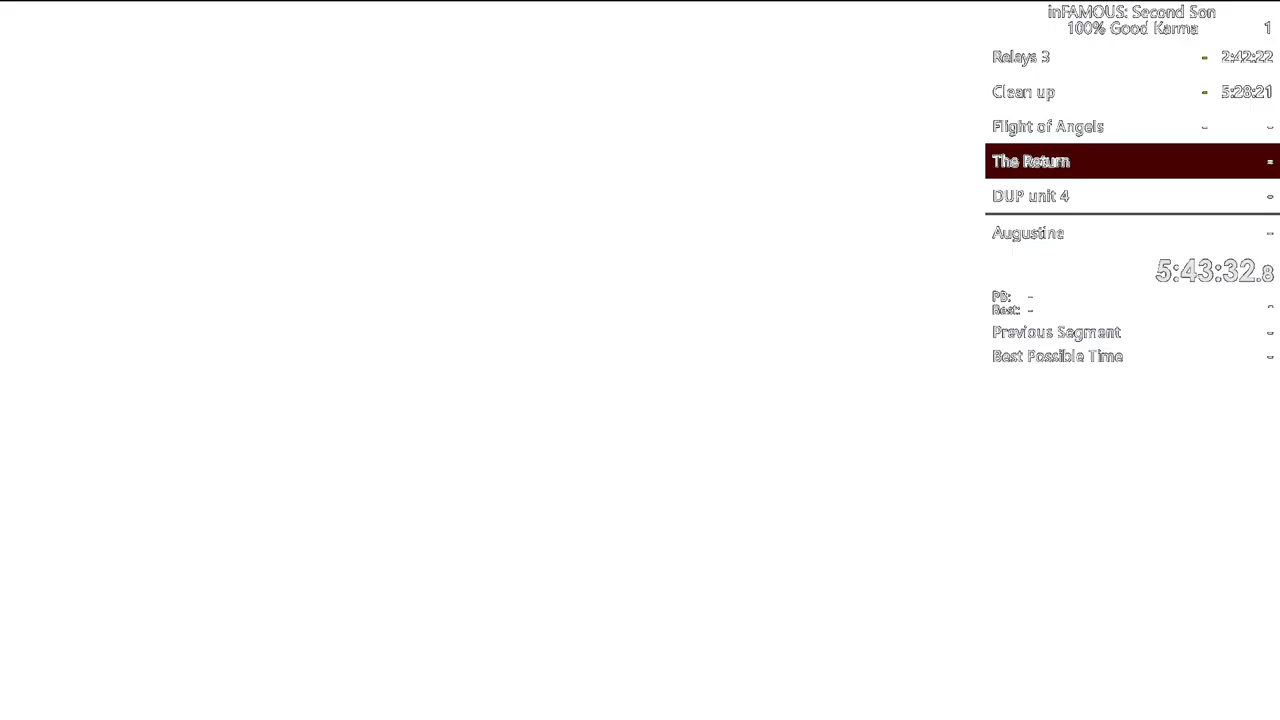 inFAMOUS: Second Son
100% Good Karma 1
Relays 3 - 2:42:22
Clean up - 5:28:21
Flight of Angels - -
The Return -
DUP unit 4 -
Augustine -
5:43:32.8
PB: -
Best: - -
Previous Segment -
Best Possible Time -